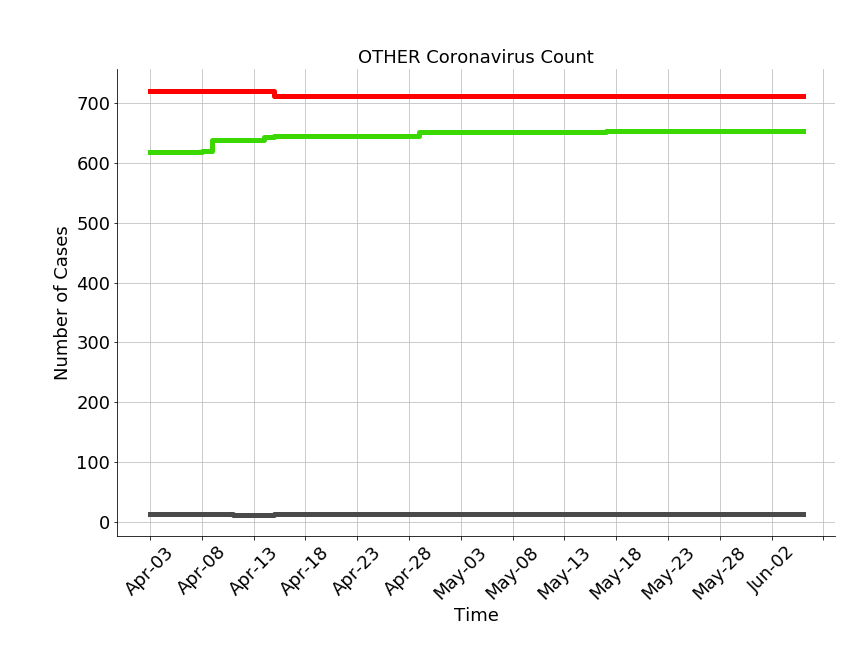 OTHER Coronavirus Count
700
600
500
400
300
200
100
0
Number of Cases
Apr-03
Apr-08
Apr-13
Apr-18
Apr-23
Apr-28
May-03
May-08
May-13
May-18
May-23
May-28
Jun-02
Time